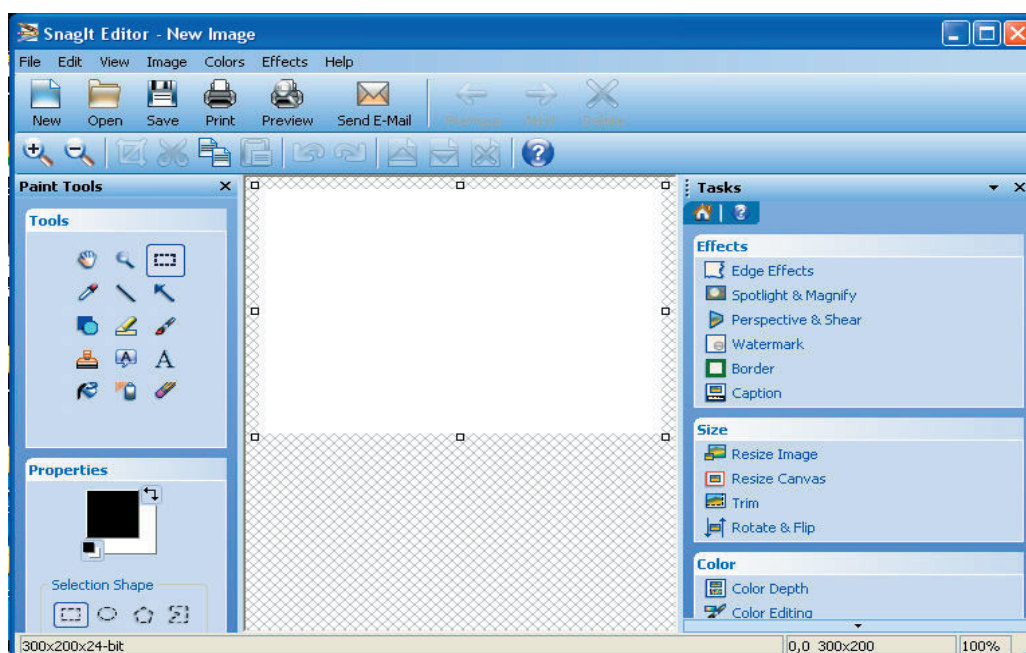 SnagIt Editor - New Image
File Edit View Image Colors Effects Help
New Open Save Print Preview Send E-Mail
Paint Tools
Tools
A
A
Properties
Selection Shape
Tasks
Effects
Edge Effects
Spotlight & Magnify
Perspective & Shear
Watermark
Border
Caption
Size
Resize Image
Resize Canvas
Trim
Rotate & Flip
Color
Color Depth
Color Editing
300x200x24-bit
0,0 300x200
100%